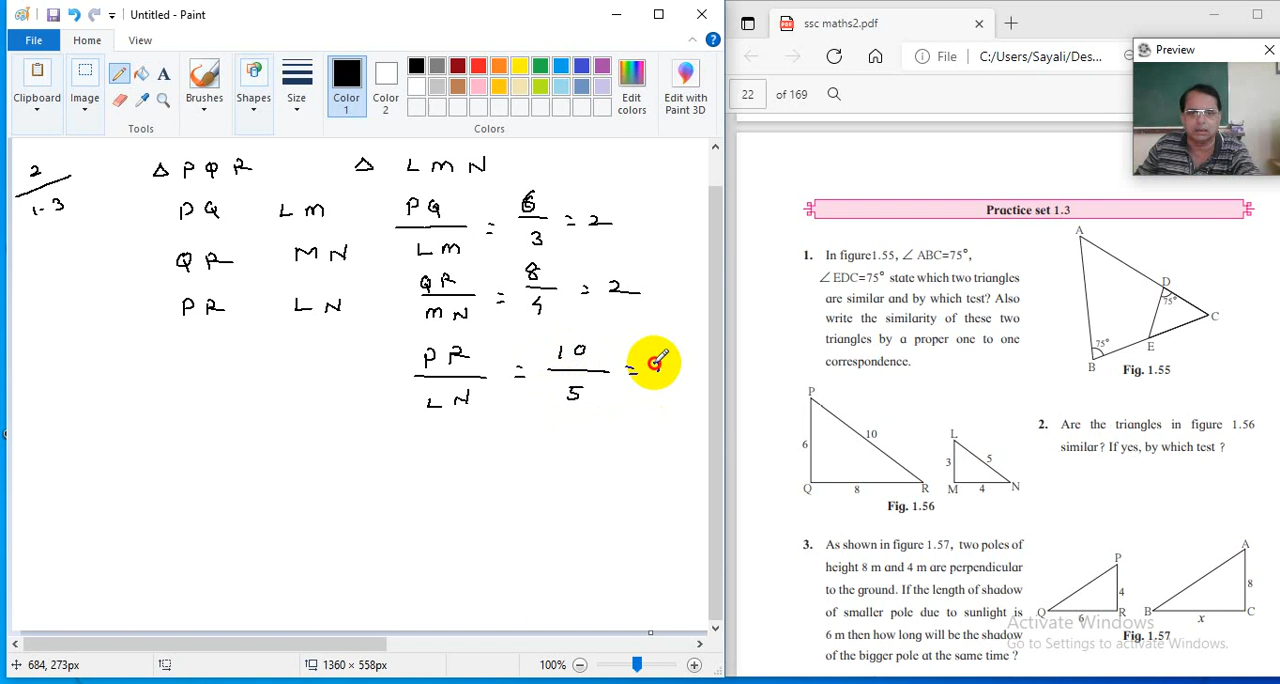 Untitled - Paint
File
Home
View
Clipboard
Image
Tools
Brushes
Shapes
Size
Color 1
Color 2
Colors
Edit colors
Edit with Paint 3D
2
1-3
Δ PQR Δ LMN
PQ LM PQ/LM = 6/3 = 2
QR MN QR/MN = 8/4 = 2
PR LN PR/LN = 10/5 =
684, 273px
1360 × 558px
100%
ssc maths2.pdf
File
C:/Users/Sayali/Des...
22 of 169
Preview
Practice set 1.3
1. In figure1.55, ∠ ABC=75°,
∠ EDC=75° state which two triangles
are similar and by which test? Also
write the similarity of these two
triangles by a proper one to one
correspondence.
A
D
75°
C
E
75°
B
Fig. 1.55
P
6
10
Q
8
R
L
3
5
M
4
N
Fig. 1.56
2. Are the triangles in figure 1.56
similar? If yes, by which test ?
3. As shown in figure 1.57, two poles of
height 8 m and 4 m are perpendicular
to the ground. If the length of shadow
of smaller pole due to sunlight is
6 m then how long will be the shadow
of the bigger pole at the same time ?
P
4
Q
6
R
A
8
B
x
C
Fig. 1.57
Activate Windows
Go to Settings to activate Windows.